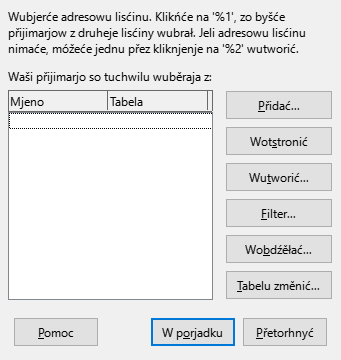 Wubjerće adresowu lisćinu. Klikńće na '%1', zo byšće
přijimarjow z druheje lisćiny wubrał. Jeli adresowu lisćinu
nimaće, móžeće jednu přez kliknjenje na '%2' wutworić.
Waši přijimarjo so tuchwilu wuběraja z:
Mjeno Tabela
Přidać...
Wotstronić
Wutworić...
Filter...
Wobdźěłać...
Tabelu změnić...
Pomoc W porjadku Přetorhnyć